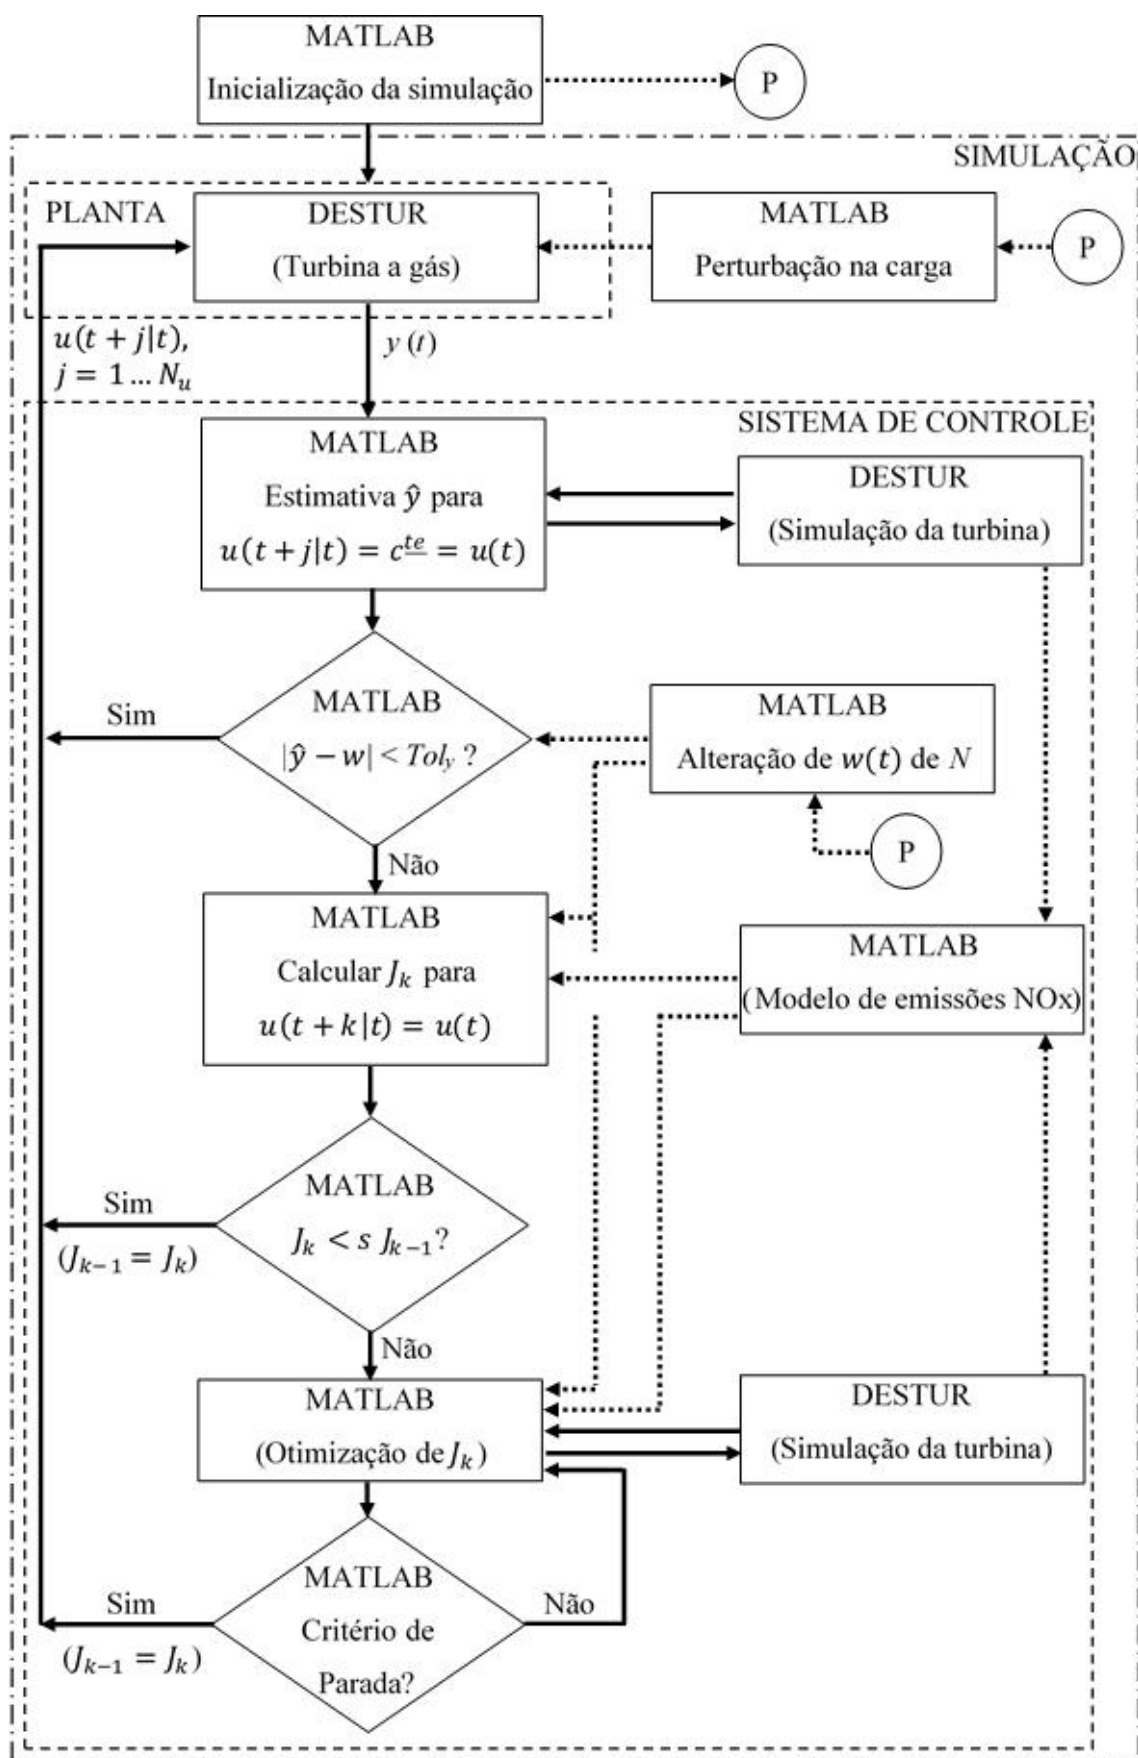 MATLAB
Inicialização da simulação
P
SIMULAÇÃO
PLANTA
DESTUR
(Turbina a gás)
MATLAB
Perturbação na carga
P
u(t + j|t),
j = 1 … N_u
y (t)
SISTEMA DE CONTROLE
MATLAB
Estimativa ŷ para
u(t + j|t) = c^{te} = u(t)
DESTUR
(Simulação da turbina)
Sim
MATLAB
|ŷ − w| < Tol_y ?
MATLAB
Alteração de w(t) de N
P
Não
MATLAB
Calcular J_k para
u(t + k|t) = u(t)
MATLAB
(Modelo de emissões NOx)
Sim
(J_{k−1} = J_k)
MATLAB
J_k < s J_{k−1}?
Não
MATLAB
(Otimização de J_k)
DESTUR
(Simulação da turbina)
Sim
(J_{k−1} = J_k)
MATLAB
Critério de
Parada?
Não